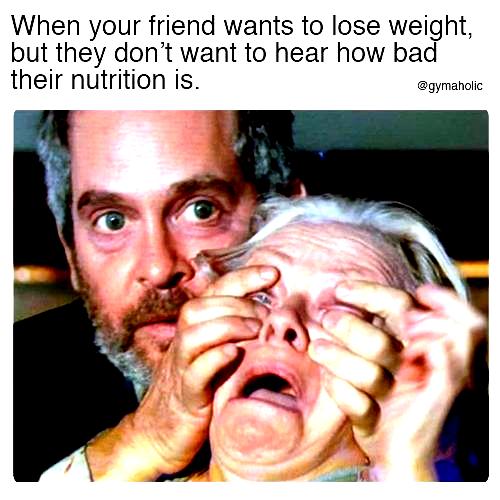 When your friend wants to lose weight,
but they don’t want to hear how bad
their nutrition is.
@gymaholic